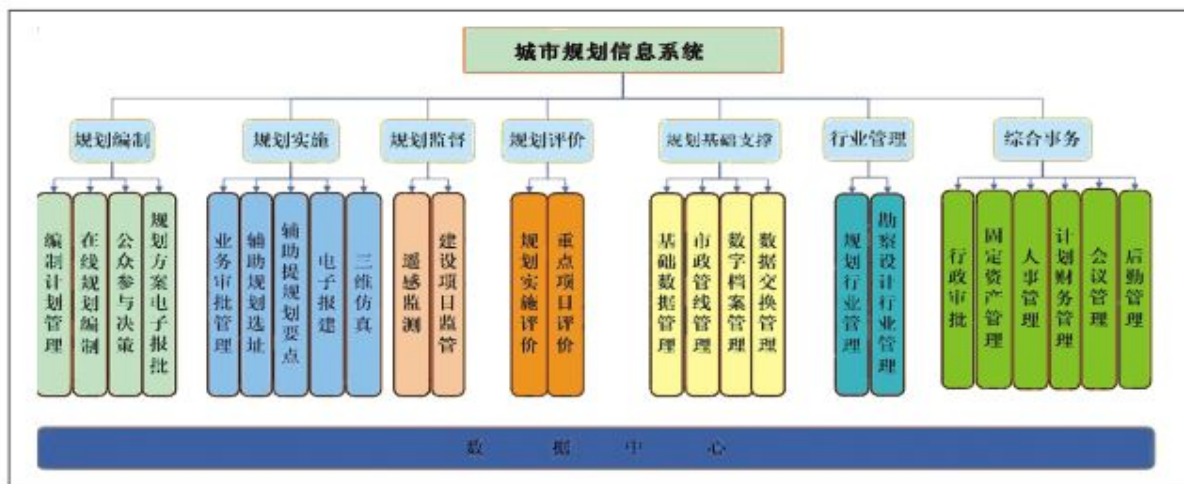 城市规划信息系统
规划编制
规划实施
规划监督
规划评价
规划基础支撑
行业管理
综合事务
编制计划管理
在线规划编制
公众参与决策
规划方案电子报批
业务审批管理
辅助规划选址
辅助提规划要点
电子报建
三维仿真
遥感监测
建设项目监管
规划实施评价
重点项目评价
基础数据管理
市政管线管理
数字档案管理
数据交换管理
规划行业管理
勘察设计行业管理
行政审批
固定资产管理
人事管理
计划财务管理
会议管理
后勤管理
数据中心